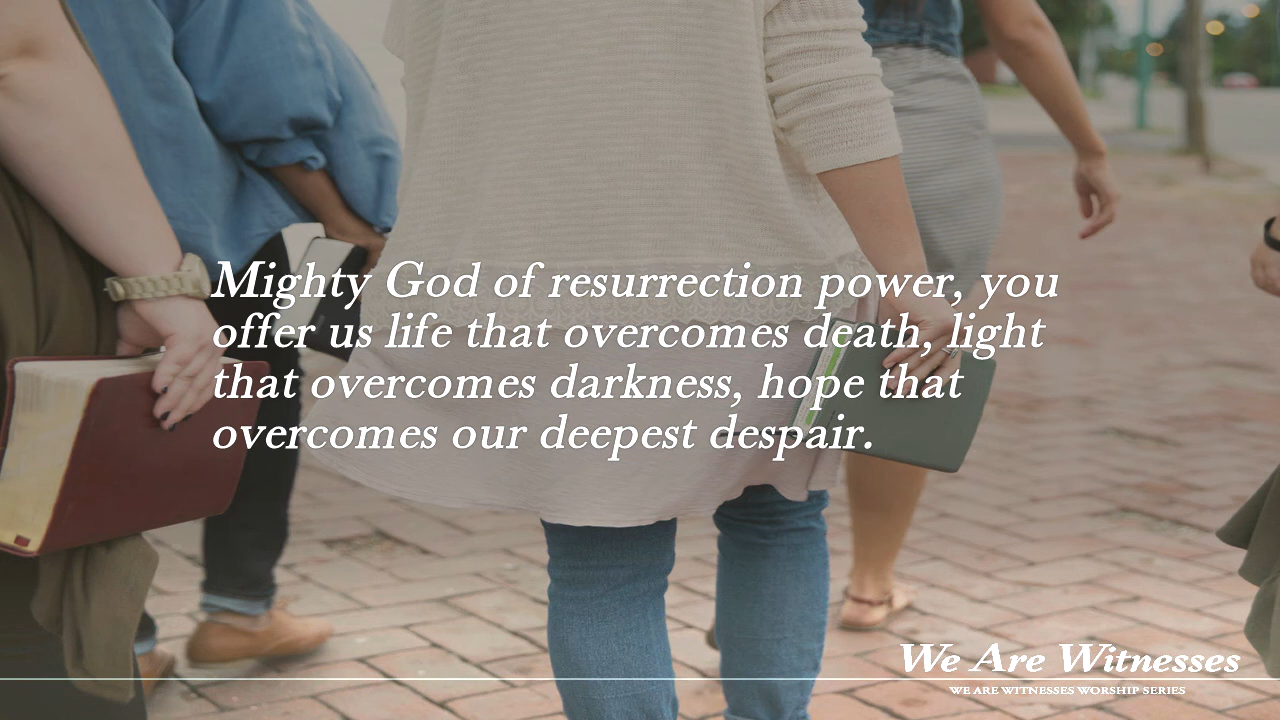 Mighty God of resurrection power, you
offer us life that overcomes death, light
that overcomes darkness, hope that
overcomes our deepest despair.
We Are Witnesses
WE ARE WITNESSES WORSHIP SERIES